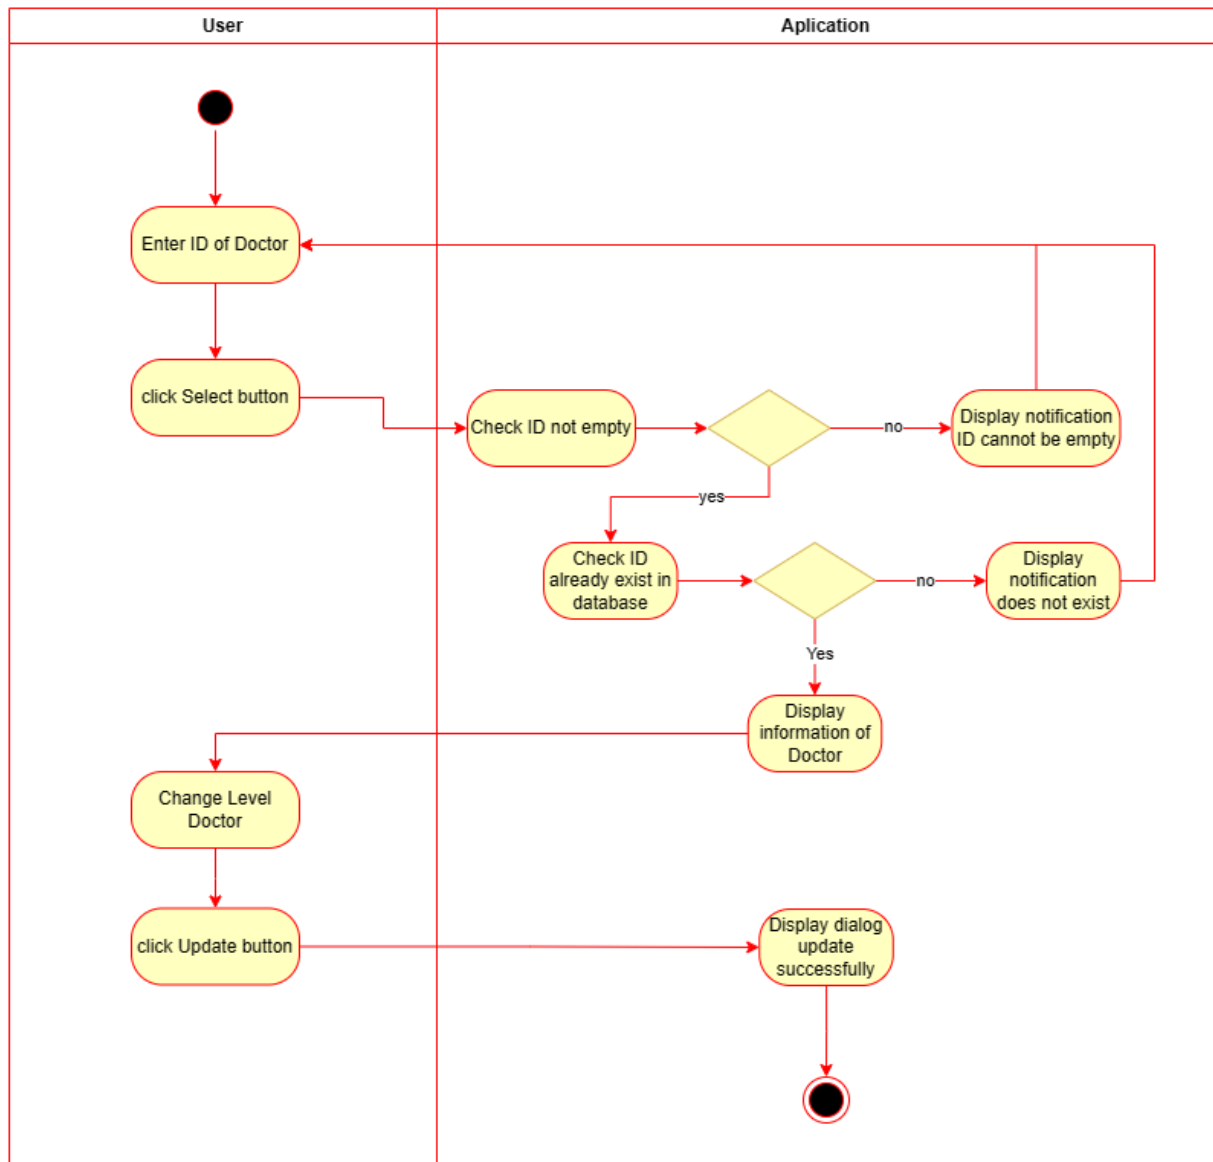 User
Aplication
Enter ID of Doctor
click Select button
Check ID not empty
no
Display notification
ID cannot be empty
yes
Check ID
already exist in
database
no
Display
notification
does not exist
Yes
Display
information of
Doctor
Change Level
Doctor
click Update button
Display dialog
update
successfully